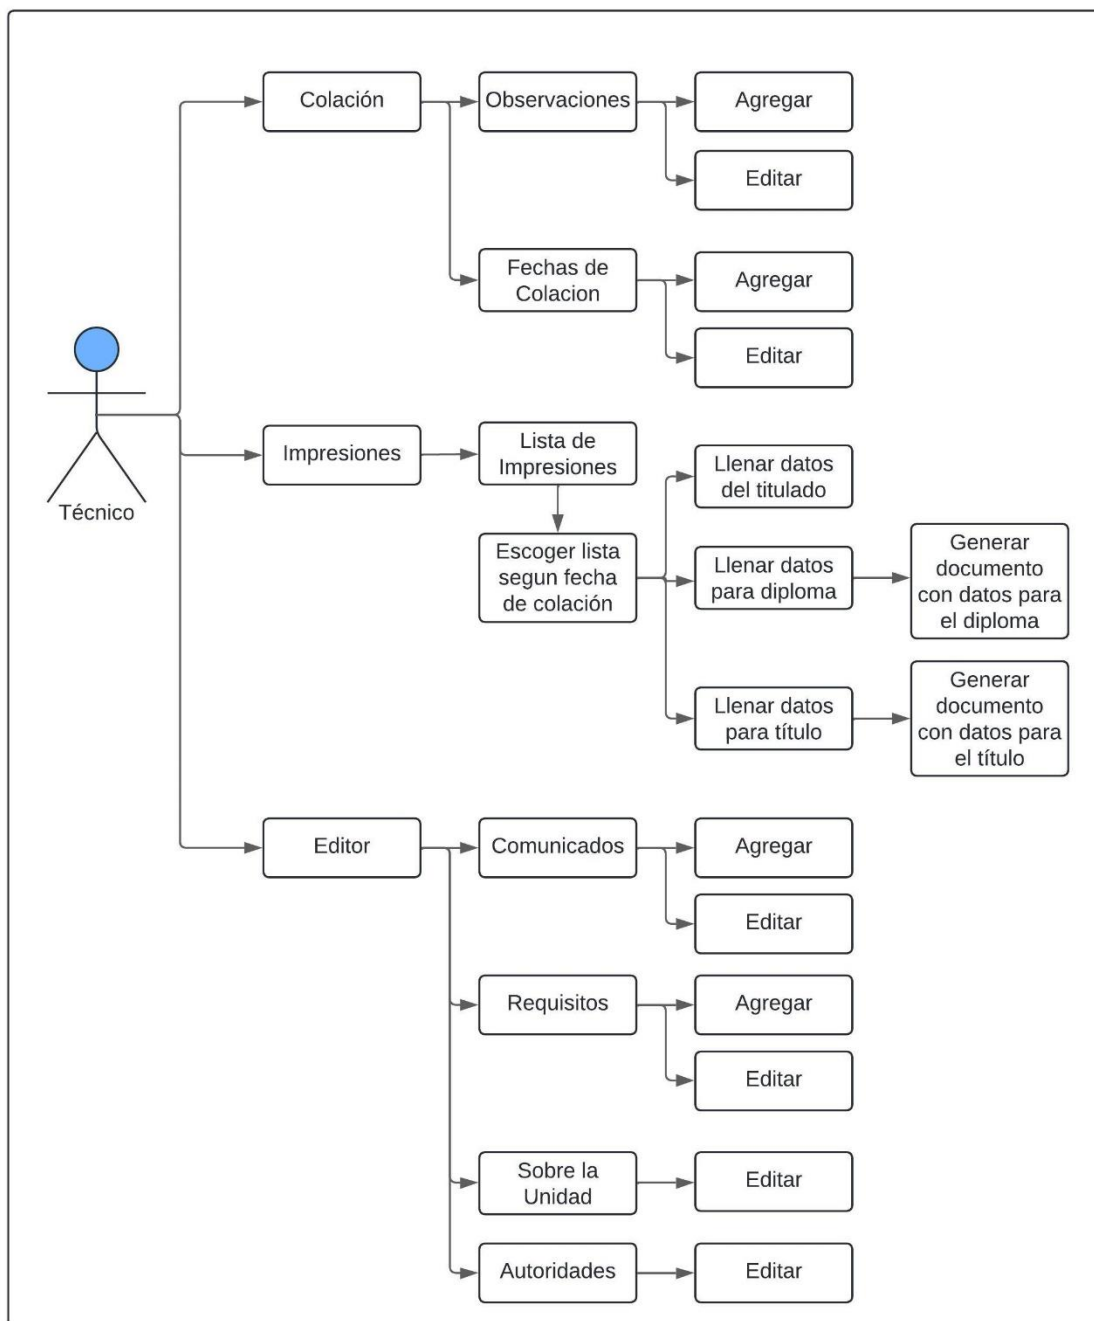 Colación
Observaciones
Agregar
Editar
Fechas de
Colacion
Agregar
Editar
Técnico
Impresiones
Lista de
Impresiones
Escoger lista
segun fecha
de colación
Llenar datos
del titulado
Llenar datos
para diploma
Generar
documento
con datos para
el diploma
Llenar datos
para título
Generar
documento
con datos para
el título
Editor
Comunicados
Agregar
Editar
Requisitos
Agregar
Editar
Sobre la
Unidad
Editar
Autoridades
Editar